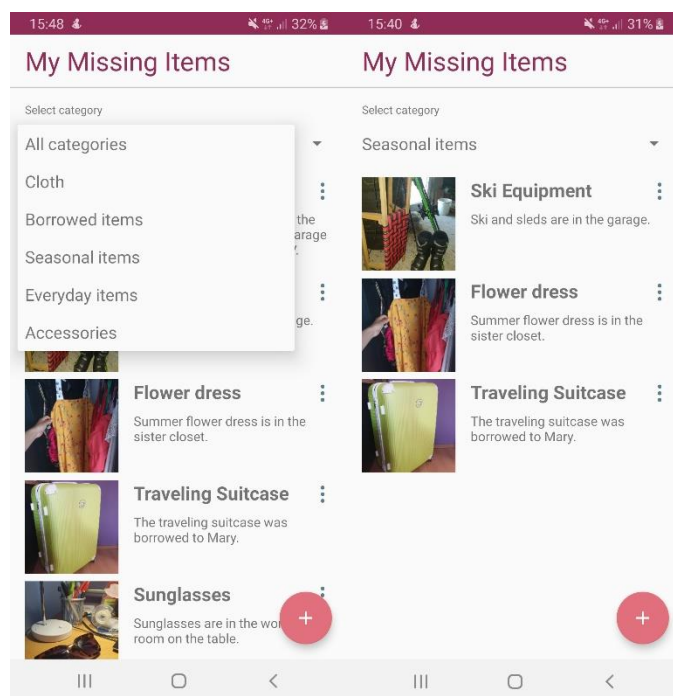 15:48
4G+
32%
My Missing Items
Select category
All categories
Cloth
Borrowed items
Seasonal items
Everyday items
Accessories
the
arage
ge.
Flower dress
Summer flower dress is in the
sister closet.
Traveling Suitcase
The traveling suitcase was
borrowed to Mary.
Sunglasses
Sunglasses are in the wor
room on the table.
+
15:40
4G+
31%
My Missing Items
Select category
Seasonal items
Ski Equipment
Ski and sleds are in the garage.
Flower dress
Summer flower dress is in the
sister closet.
Traveling Suitcase
The traveling suitcase was
borrowed to Mary.
+